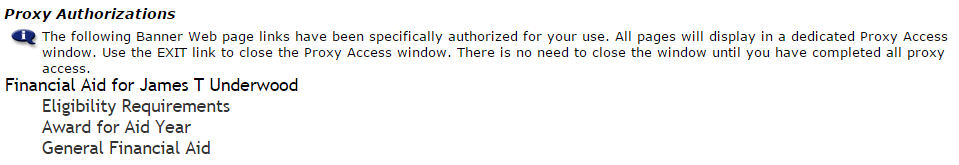 Proxy Authorizations
The following Banner Web page links have been specifically authorized for your use. All pages will display in a dedicated Proxy Access
window. Use the EXIT link to close the Proxy Access window. There is no need to close the window until you have completed all proxy
access.
Financial Aid for James T Underwood
Eligibility Requirements
Award for Aid Year
General Financial Aid